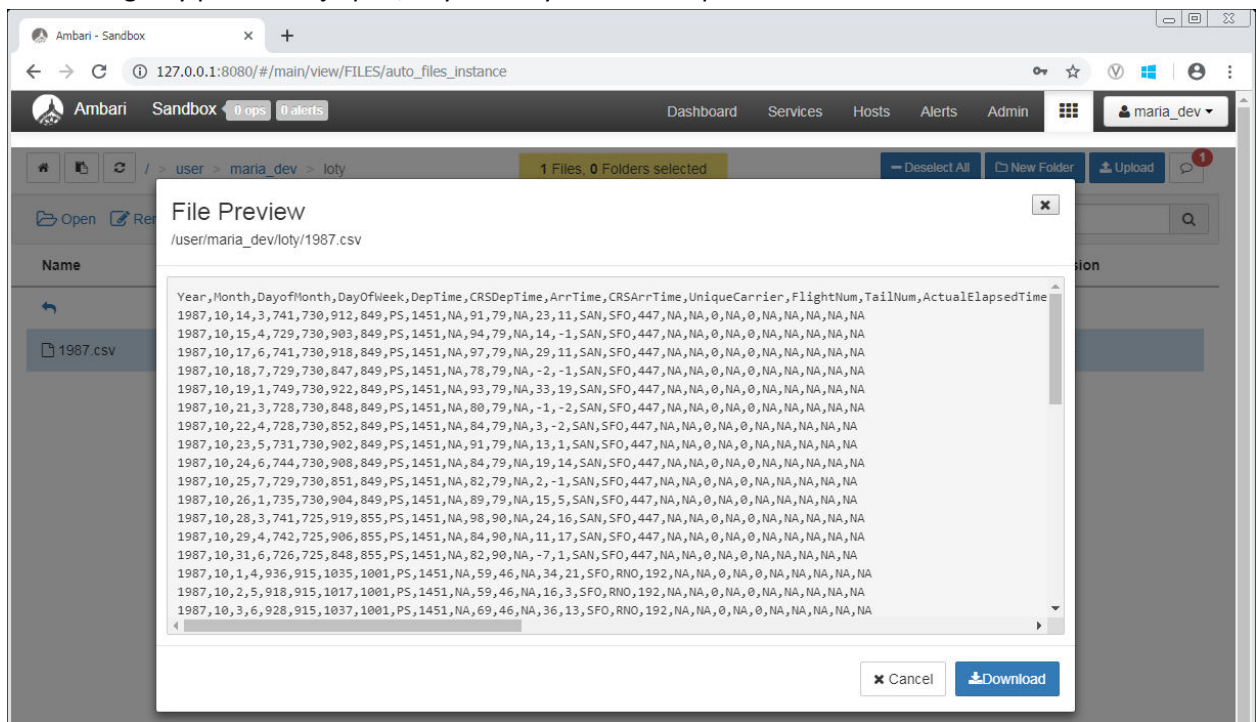 Ambari - Sandbox
127.0.0.1:8080/#/main/view/FILES/auto_files_instance
Ambari Sandbox 0 ops 0 alerts Dashboard Services Hosts Alerts Admin maria_dev
/ > user > maria_dev > loty 1 Files, 0 Folders selected Deselect All New Folder Upload 1
Open
File Preview
/user/maria_dev/loty/1987.csv
Name
1987.csv
Year,Month,DayofMonth,DayOfWeek,DepTime,CRSDepTime,ArrTime,CRSArrTime,UniqueCarrier,FlightNum,TailNum,ActualElapsedTime
1987,10,14,3,741,730,912,849,PS,1451,NA,91,79,NA,23,11,SAN,SFO,447,NA,NA,0,NA,0,NA,NA,NA,NA,NA
1987,10,15,4,729,730,903,849,PS,1451,NA,94,79,NA,14,-1,SAN,SFO,447,NA,NA,0,NA,0,NA,NA,NA,NA,NA
1987,10,17,6,741,730,918,849,PS,1451,NA,97,79,NA,29,11,SAN,SFO,447,NA,NA,0,NA,0,NA,NA,NA,NA,NA
1987,10,18,7,729,730,847,849,PS,1451,NA,78,79,NA,-2,-1,SAN,SFO,447,NA,NA,0,NA,0,NA,NA,NA,NA,NA
1987,10,19,1,749,730,922,849,PS,1451,NA,93,79,NA,33,19,SAN,SFO,447,NA,NA,0,NA,0,NA,NA,NA,NA,NA
1987,10,21,3,728,730,848,849,PS,1451,NA,80,79,NA,-1,-2,SAN,SFO,447,NA,NA,0,NA,0,NA,NA,NA,NA,NA
1987,10,22,4,728,730,852,849,PS,1451,NA,84,79,NA,3,-2,SAN,SFO,447,NA,NA,0,NA,0,NA,NA,NA,NA,NA
1987,10,23,5,731,730,902,849,PS,1451,NA,91,79,NA,13,1,SAN,SFO,447,NA,NA,0,NA,0,NA,NA,NA,NA,NA
1987,10,24,6,744,730,908,849,PS,1451,NA,84,79,NA,19,14,SAN,SFO,447,NA,NA,0,NA,0,NA,NA,NA,NA,NA
1987,10,25,7,729,730,851,849,PS,1451,NA,82,79,NA,2,-1,SAN,SFO,447,NA,NA,0,NA,0,NA,NA,NA,NA,NA
1987,10,26,1,735,730,904,849,PS,1451,NA,89,79,NA,15,5,SAN,SFO,447,NA,NA,0,NA,0,NA,NA,NA,NA,NA
1987,10,28,3,741,725,919,855,PS,1451,NA,98,90,NA,24,16,SAN,SFO,447,NA,NA,0,NA,0,NA,NA,NA,NA,NA
1987,10,29,4,742,725,906,855,PS,1451,NA,84,90,NA,11,17,SAN,SFO,447,NA,NA,0,NA,0,NA,NA,NA,NA,NA
1987,10,31,6,726,725,848,855,PS,1451,NA,82,90,NA,-7,1,SAN,SFO,447,NA,NA,0,NA,0,NA,NA,NA,NA,NA
1987,10,1,4,936,915,1035,1001,PS,1451,NA,59,46,NA,34,21,SFO,RNO,192,NA,NA,0,NA,0,NA,NA,NA,NA,NA
1987,10,2,5,918,915,1017,1001,PS,1451,NA,59,46,NA,16,3,SFO,RNO,192,NA,NA,0,NA,0,NA,NA,NA,NA,NA
1987,10,3,6,928,915,1037,1001,PS,1451,NA,69,46,NA,36,13,SFO,RNO,192,NA,NA,0,NA,0,NA,NA,NA,NA,NA
Cancel Download